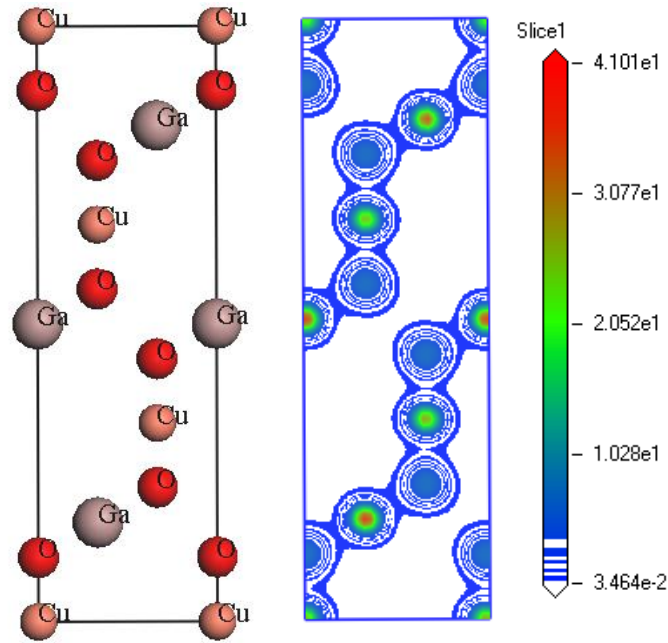 Cu Cu
O O
Ga
O
Cu
O
Ga Ga
O
Cu
O
Ga
O O
Cu Cu
Slice1
4.101e1
3.077e1
2.052e1
1.028e1
3.464e-2